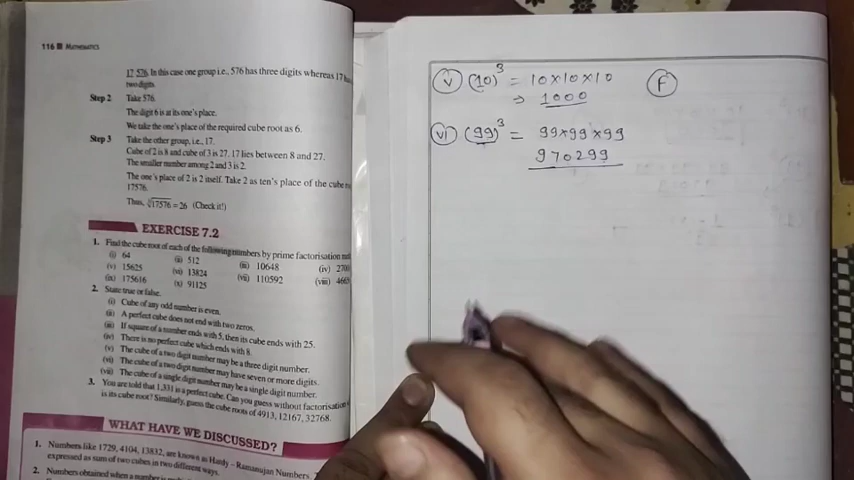 116 Mathematics
17 576. In this case one group i.e., 576 has three digits whereas 17 has
two digits.
Step 2 Take 576.
The digit 6 is at its one's place.
We take the one's place of the required cube root as 6.
Step 3 Take the other group, i.e., 17.
Cube of 2 is 8 and cube of 3 is 27. 17 lies between 8 and 27.
The smaller number among 2 and 3 is 2.
The one's place of 2 is 2 itself. Take 2 as ten's place of the cube
17576.
Thus, ∛17576 = 26 (Check it!)
EXERCISE 7.2
1. Find the cube root of each of the following numbers by prime factorisation
(i) 64 (ii) 512 (iii) 10648 (iv) 2700
(v) 15625 (vi) 13824 (vii) 110592 (viii) 466
(ix) 175616 (x) 91125
2. State true or false.
(i) Cube of any odd number is even.
(ii) A perfect cube does not end with two zeros.
(iii) If square of a number ends with 5, then its cube ends with 25.
(iv) There is no perfect cube which ends with 8.
(v) The cube of a two digit number may be a three digit number.
(vi) The cube of a two digit number may have seven or more digits.
(vii) The cube of a single digit number may be a single digit number.
3. You are told that 1,331 is a perfect cube. Can you guess without factorisation
is its cube root? Similarly, guess the cube roots of 4913, 12167, 32768.
WHAT HAVE WE DISCUSSED?
1. Numbers like 1729, 4104, 13832, are known as Hardy – Ramanujan Numbers.
expressed as sum of two cubes in two different ways.
2. Numbers obtained when a number is
V (10)³ = 10×10×10 F
⇒ 1000
VI (99)³ = 99×99×99
970299